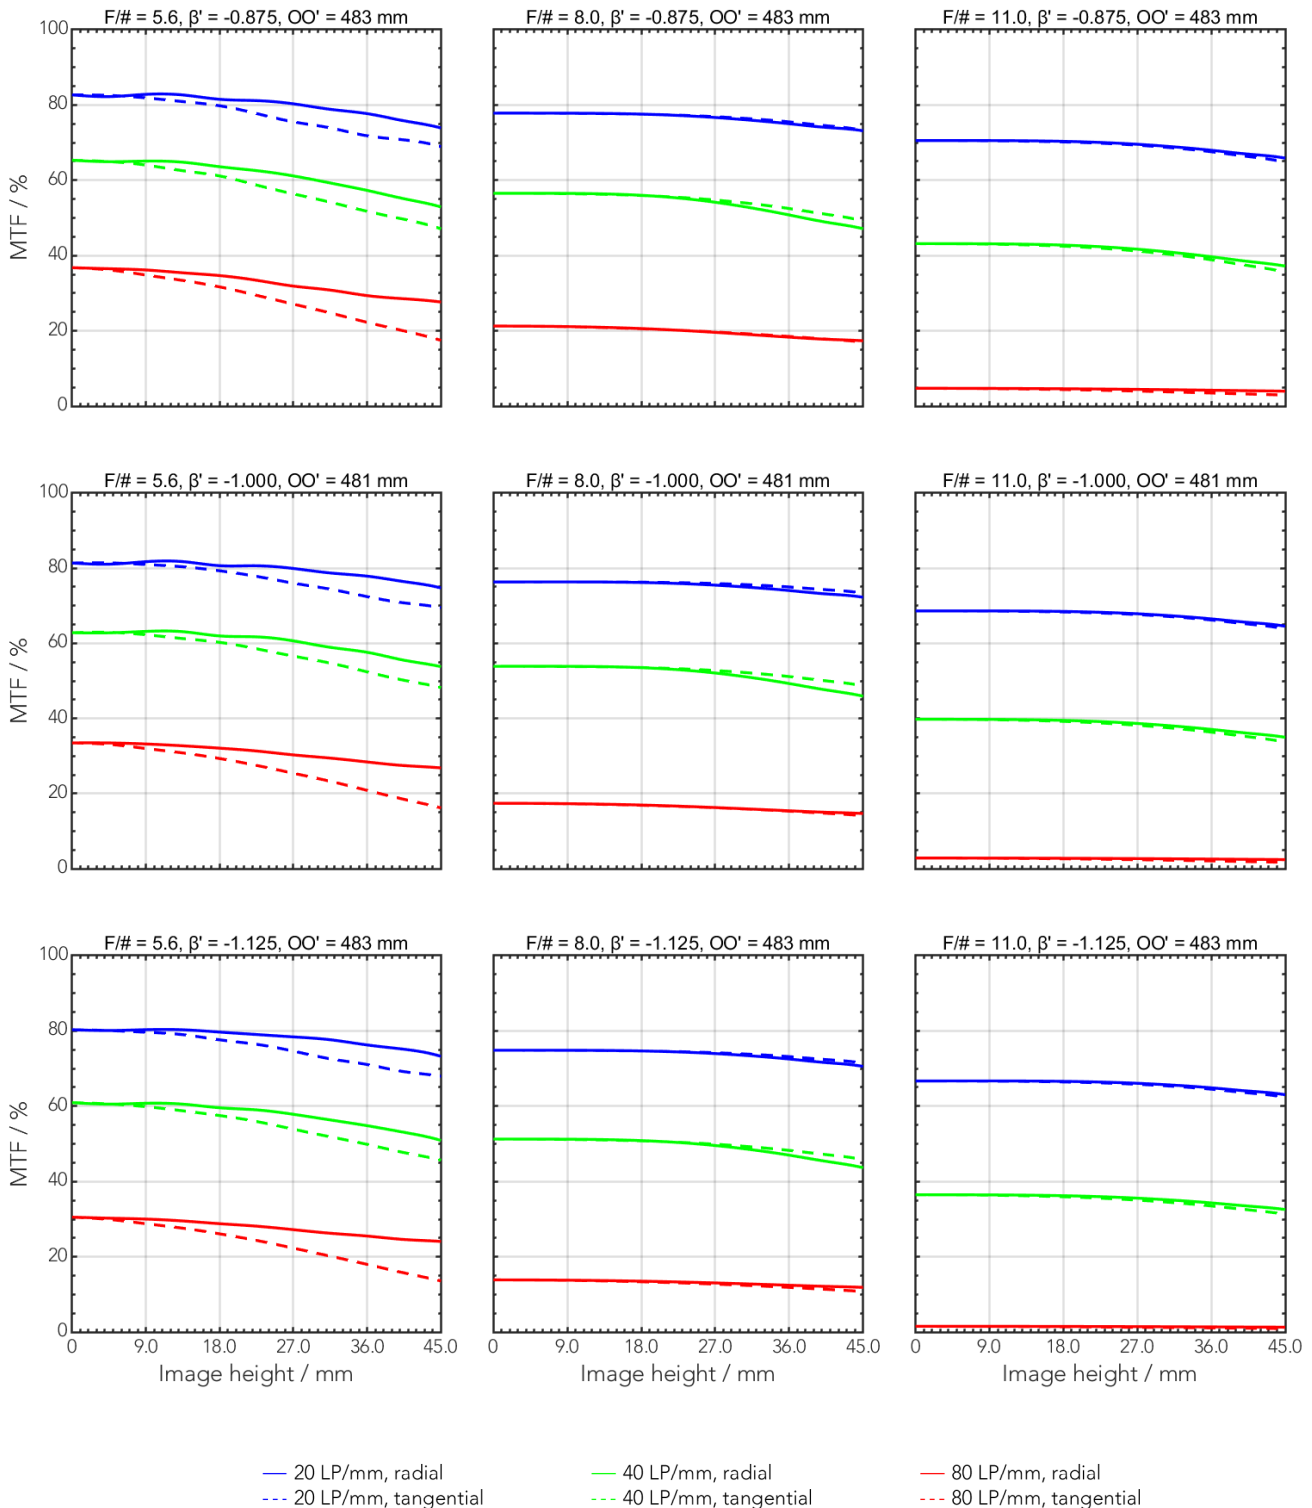 F/# = 5.6, β' = -0.875, OO' = 483 mm
F/# = 8.0, β' = -0.875, OO' = 483 mm
F/# = 11.0, β' = -0.875, OO' = 483 mm
100
80
60
40
20
0
MTF / %
F/# = 5.6, β' = -1.000, OO' = 481 mm
F/# = 8.0, β' = -1.000, OO' = 481 mm
F/# = 11.0, β' = -1.000, OO' = 481 mm
100
80
60
40
20
0
MTF / %
F/# = 5.6, β' = -1.125, OO' = 483 mm
F/# = 8.0, β' = -1.125, OO' = 483 mm
F/# = 11.0, β' = -1.125, OO' = 483 mm
100
80
60
40
20
0
MTF / %
0 9.0 18.0 27.0 36.0 45.0
0 9.0 18.0 27.0 36.0 45.0
0 9.0 18.0 27.0 36.0 45.0
Image height / mm
Image height / mm
Image height / mm
20 LP/mm, radial
40 LP/mm, radial
80 LP/mm, radial
20 LP/mm, tangential
40 LP/mm, tangential
80 LP/mm, tangential